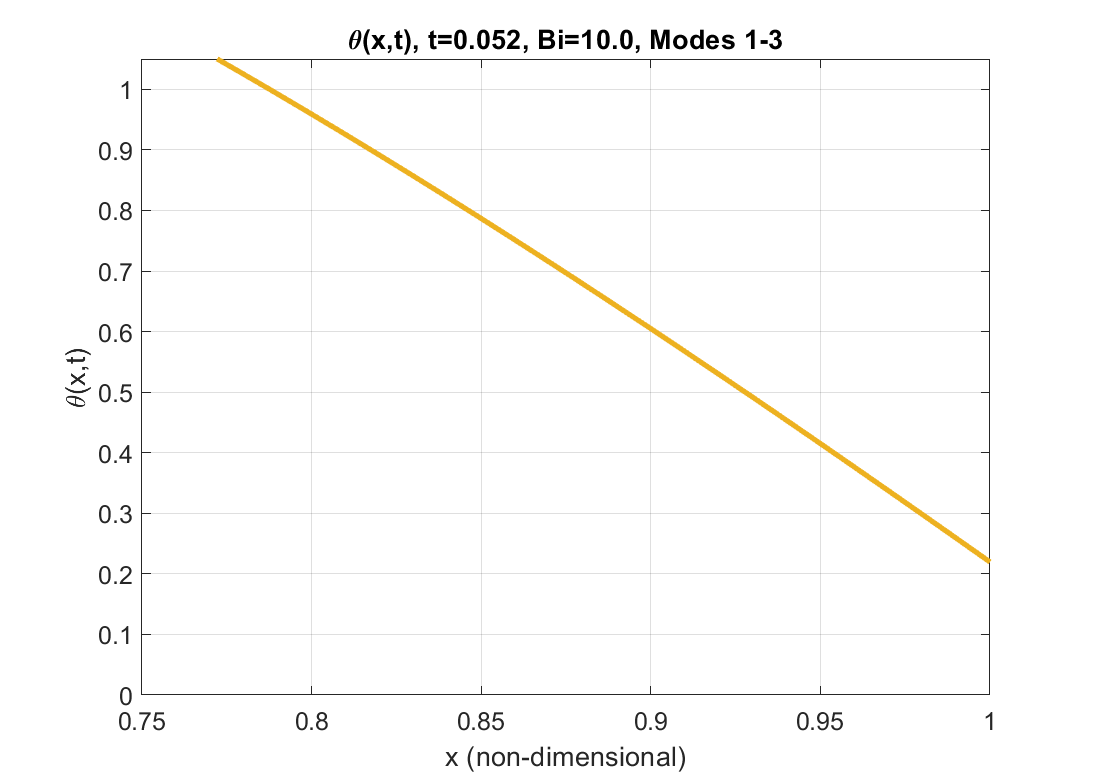 θ(x,t), t=0.052, Bi=10.0, Modes 1-3
1
0.9
0.8
0.7
0.6
0.5
0.4
0.3
0.2
0.1
0
θ(x,t)
0.75 0.8 0.85 0.9 0.95 1
x (non-dimensional)